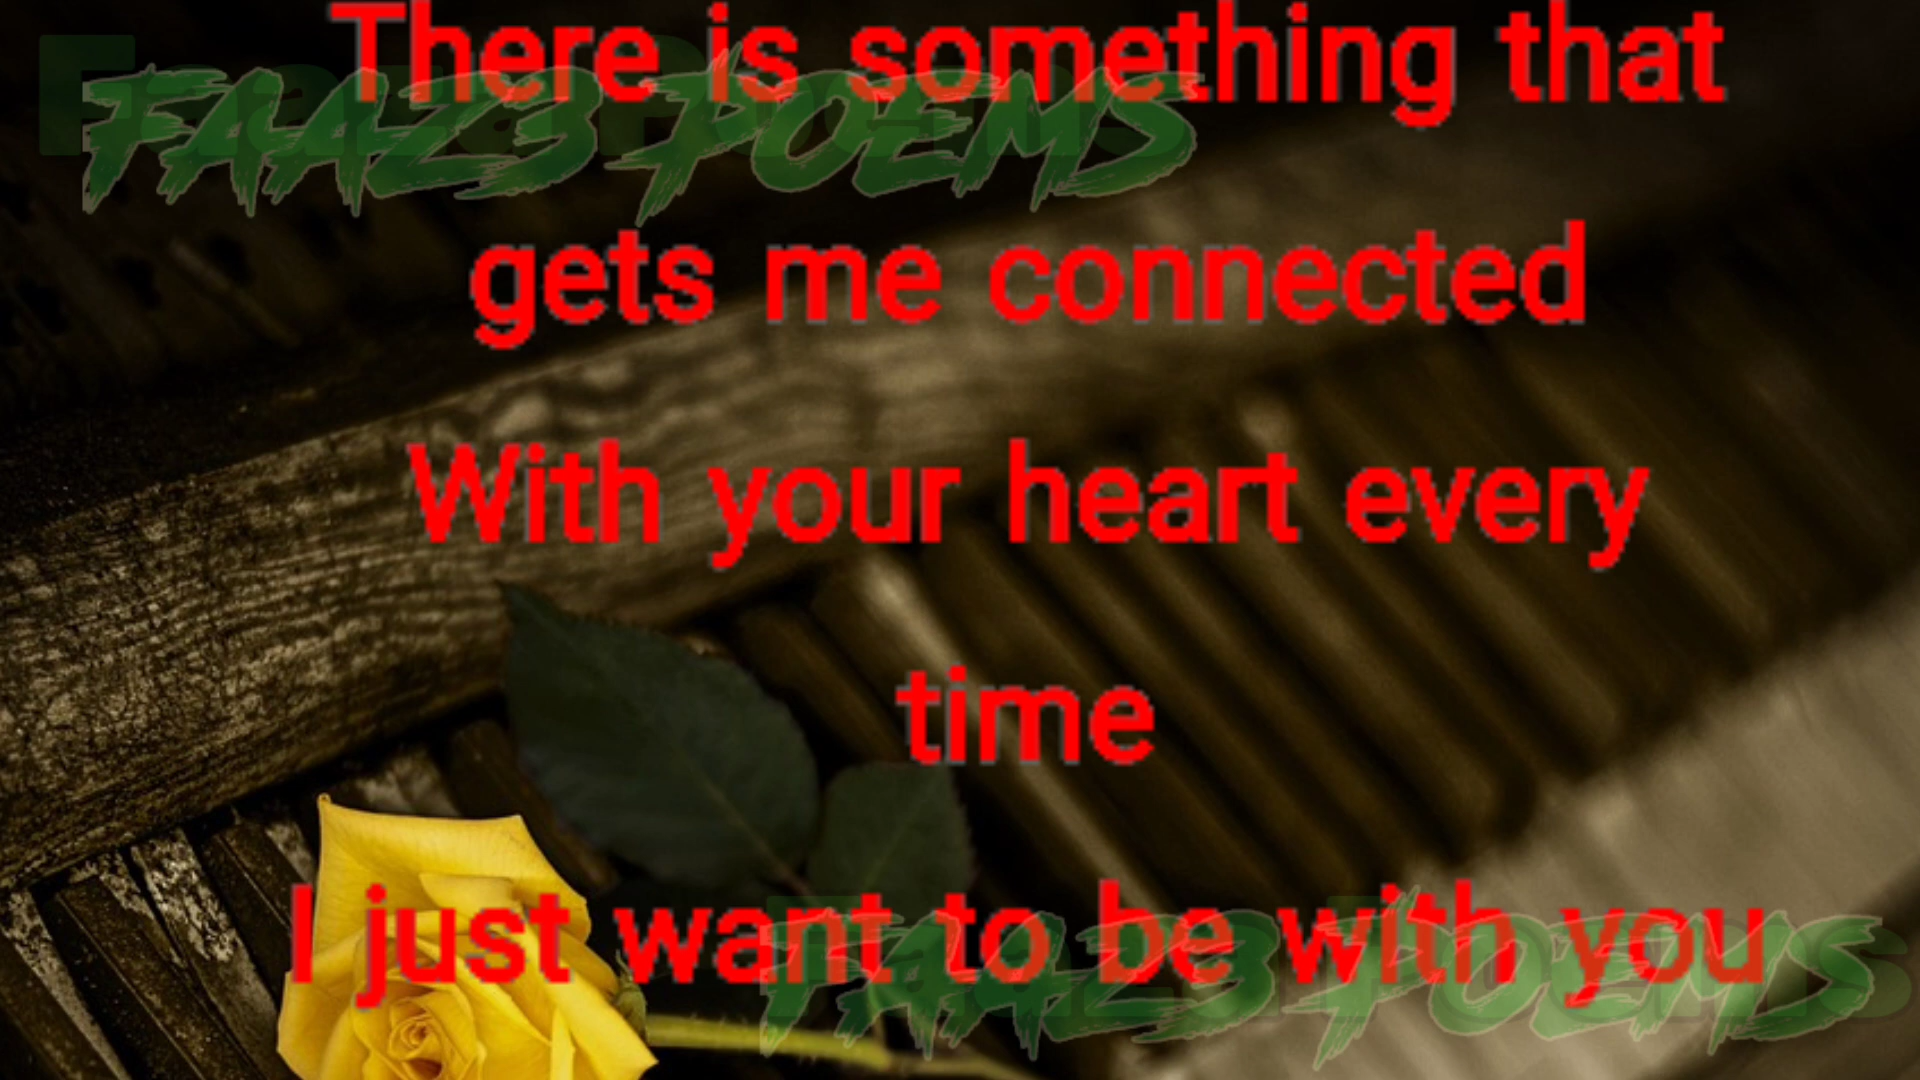 There is something that
FAAZ3 POEMS
gets me connected
With your heart every
time
I just want to be with you
FAAZ3 POEMS